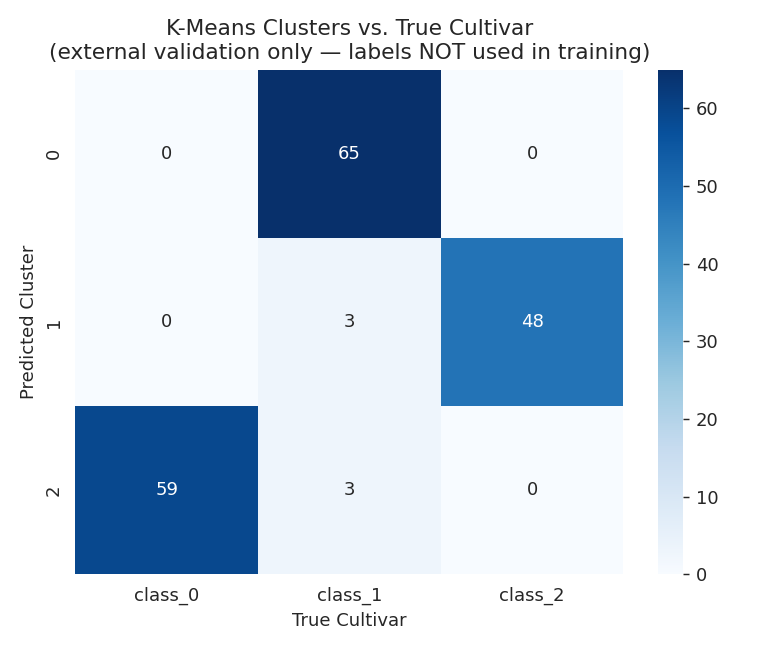 K-Means Clusters vs. True Cultivar
(external validation only — labels NOT used in training)
Predicted Cluster
0
0 65 0
1
0 3 48
2
59 3 0
class_0 class_1 class_2
True Cultivar
60
50
40
30
20
10
0